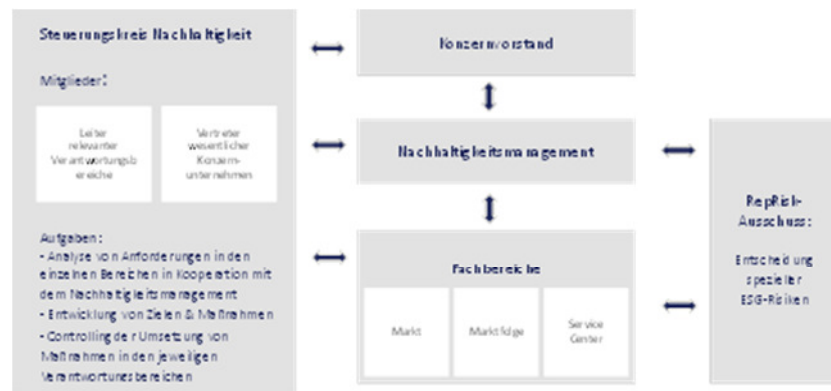 Steuerungskreis Nachhaltigkeit
Mitglieder:
Leiter
relevanter
Verantwortungsb
ereiche
Vertreter
wesentlicher
Konzern-
unternehmen
Aufgaben:
- Analyse von Anforderungen in den
einzelnen Bereichen in Kooperation mit
dem Nachhaltigkeitsmanagement
- Entwicklung von Zielen & Maßnahmen
- Controlling der Umsetzung von
Maßnahmen in den jeweiligen
Verantwortungsbereichen
Konzernvorstand
Nachhaltigkeitsmanagement
Fachbereiche
Markt
Marktfolge
Service
Center
RepRisk-
Ausschuss:
Entscheidung
spezieller
ESG-Risiken